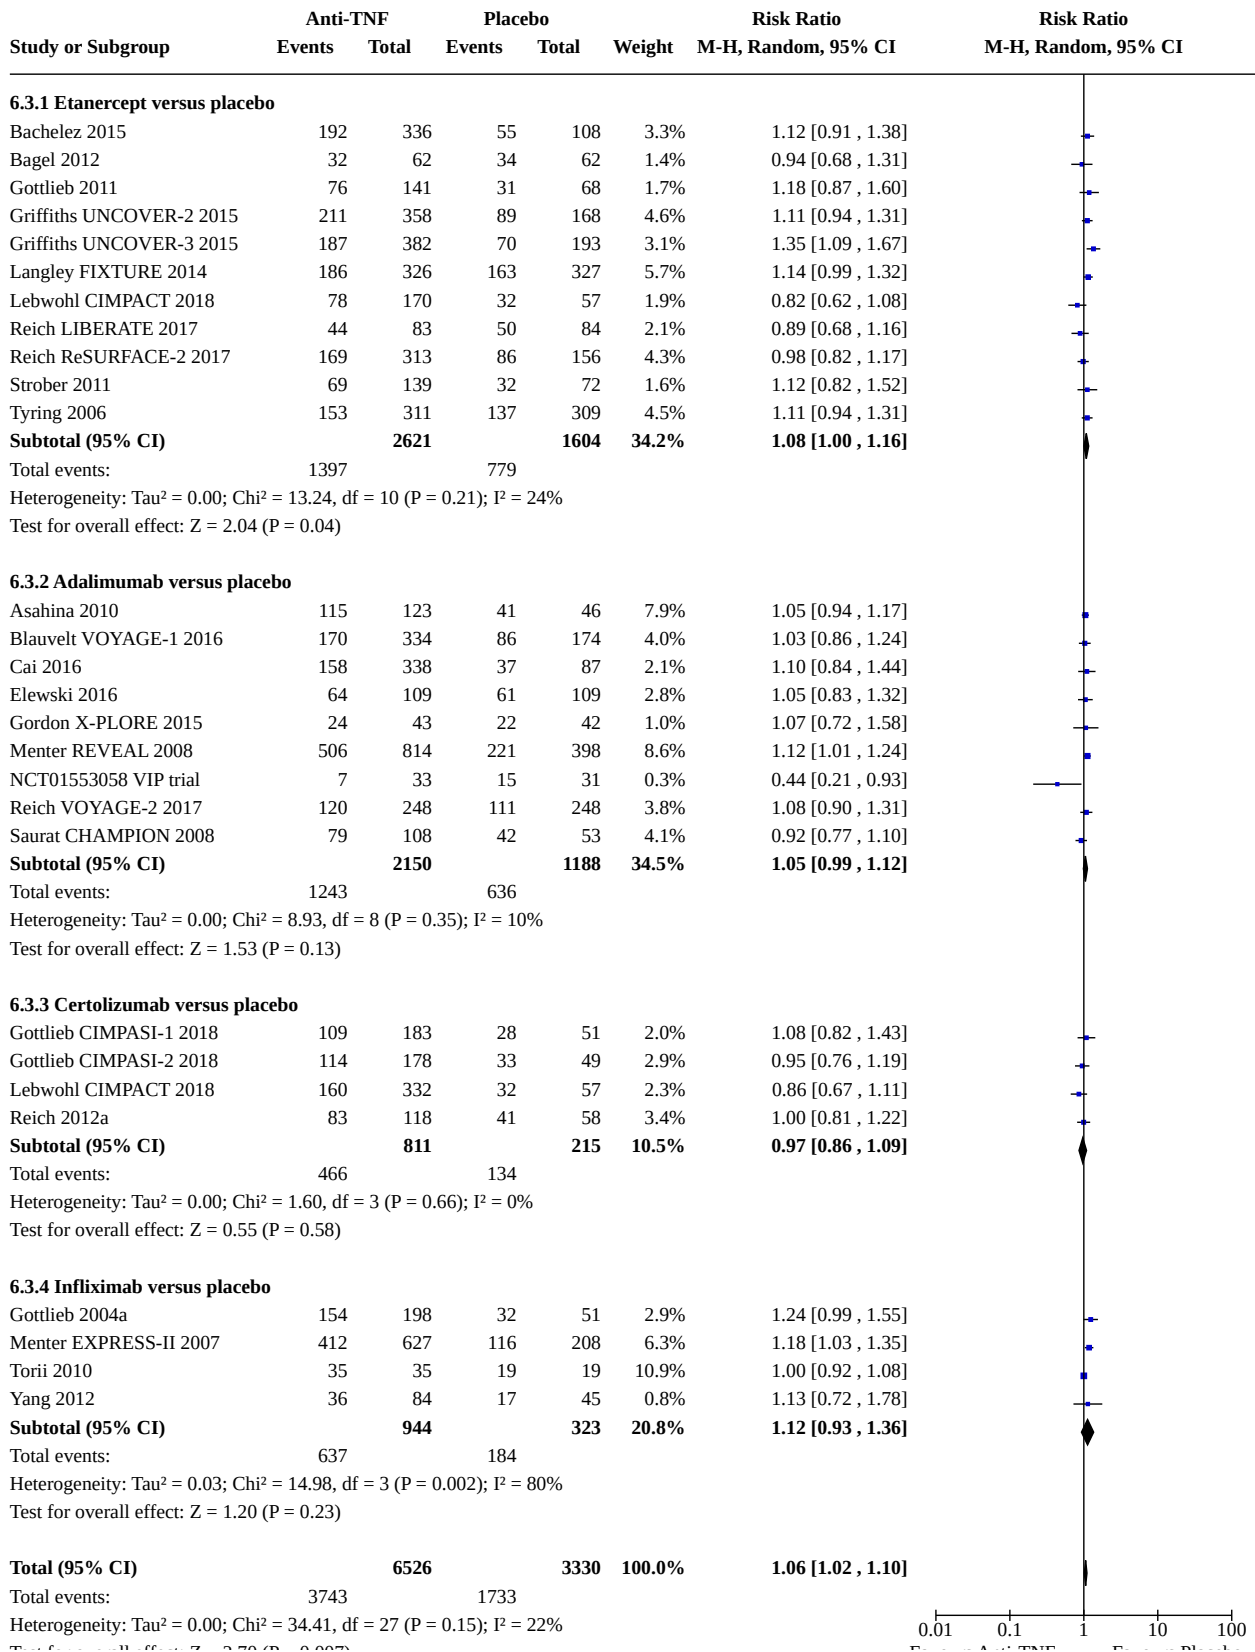 Anti-TNF Placebo Risk Ratio Risk Ratio
Study or Subgroup Events Total Events Total Weight M-H, Random, 95% CI M-H, Random, 95% CI
6.3.1 Etanercept versus placebo
Bachelez 2015 192 336 55 108 3.3% 1.12 [0.91 , 1.38]
Bagel 2012 32 62 34 62 1.4% 0.94 [0.68 , 1.31]
Gottlieb 2011 76 141 31 68 1.7% 1.18 [0.87 , 1.60]
Griffiths UNCOVER-2 2015 211 358 89 168 4.6% 1.11 [0.94 , 1.31]
Griffiths UNCOVER-3 2015 187 382 70 193 3.1% 1.35 [1.09 , 1.67]
Langley FIXTURE 2014 186 326 163 327 5.7% 1.14 [0.99 , 1.32]
Lebwohl CIMPACT 2018 78 170 32 57 1.9% 0.82 [0.62 , 1.08]
Reich LIBERATE 2017 44 83 50 84 2.1% 0.89 [0.68 , 1.16]
Reich ReSURFACE-2 2017 169 313 86 156 4.3% 0.98 [0.82 , 1.17]
Strober 2011 69 139 32 72 1.6% 1.12 [0.82 , 1.52]
Tyring 2006 153 311 137 309 4.5% 1.11 [0.94 , 1.31]
Subtotal (95% CI) 2621 1604 34.2% 1.08 [1.00 , 1.16]
Total events: 1397 779
Heterogeneity: Tau² = 0.00; Chi² = 13.24, df = 10 (P = 0.21); I² = 24%
Test for overall effect: Z = 2.04 (P = 0.04)
6.3.2 Adalimumab versus placebo
Asahina 2010 115 123 41 46 7.9% 1.05 [0.94 , 1.17]
Blauvelt VOYAGE-1 2016 170 334 86 174 4.0% 1.03 [0.86 , 1.24]
Cai 2016 158 338 37 87 2.1% 1.10 [0.84 , 1.44]
Elewski 2016 64 109 61 109 2.8% 1.05 [0.83 , 1.32]
Gordon X-PLORE 2015 24 43 22 42 1.0% 1.07 [0.72 , 1.58]
Menter REVEAL 2008 506 814 221 398 8.6% 1.12 [1.01 , 1.24]
NCT01553058 VIP trial 7 33 15 31 0.3% 0.44 [0.21 , 0.93]
Reich VOYAGE-2 2017 120 248 111 248 3.8% 1.08 [0.90 , 1.31]
Saurat CHAMPION 2008 79 108 42 53 4.1% 0.92 [0.77 , 1.10]
Subtotal (95% CI) 2150 1188 34.5% 1.05 [0.99 , 1.12]
Total events: 1243 636
Heterogeneity: Tau² = 0.00; Chi² = 8.93, df = 8 (P = 0.35); I² = 10%
Test for overall effect: Z = 1.53 (P = 0.13)
6.3.3 Certolizumab versus placebo
Gottlieb CIMPASI-1 2018 109 183 28 51 2.0% 1.08 [0.82 , 1.43]
Gottlieb CIMPASI-2 2018 114 178 33 49 2.9% 0.95 [0.76 , 1.19]
Lebwohl CIMPACT 2018 160 332 32 57 2.3% 0.86 [0.67 , 1.11]
Reich 2012a 83 118 41 58 3.4% 1.00 [0.81 , 1.22]
Subtotal (95% CI) 811 215 10.5% 0.97 [0.86 , 1.09]
Total events: 466 134
Heterogeneity: Tau² = 0.00; Chi² = 1.60, df = 3 (P = 0.66); I² = 0%
Test for overall effect: Z = 0.55 (P = 0.58)
6.3.4 Infliximab versus placebo
Gottlieb 2004a 154 198 32 51 2.9% 1.24 [0.99 , 1.55]
Menter EXPRESS-II 2007 412 627 116 208 6.3% 1.18 [1.03 , 1.35]
Torii 2010 35 35 19 19 10.9% 1.00 [0.92 , 1.08]
Yang 2012 36 84 17 45 0.8% 1.13 [0.72 , 1.78]
Subtotal (95% CI) 944 323 20.8% 1.12 [0.93 , 1.36]
Total events: 637 184
Heterogeneity: Tau² = 0.03; Chi² = 14.98, df = 3 (P = 0.002); I² = 80%
Test for overall effect: Z = 1.20 (P = 0.23)
Total (95% CI) 6526 3330 100.0% 1.06 [1.02 , 1.10]
Total events: 3743 1733
Heterogeneity: Tau² = 0.00; Chi² = 34.41, df = 27 (P = 0.15); I² = 22%
0.01 0.1 1 10 100